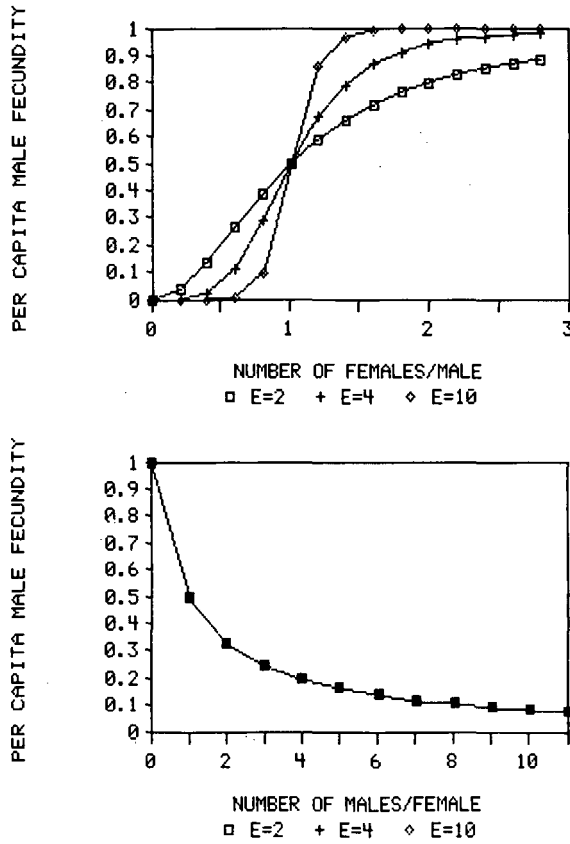 PER CAPITA MALE FECUNDITY
1
0.9
0.8
0.7
0.6
0.5
0.4
0.3
0.2
0.1
0
0 1 2 3
NUMBER OF FEMALES/MALE
E=2 E=4 E=10
PER CAPITA MALE FECUNDITY
1
0.9
0.8
0.7
0.6
0.5
0.4
0.3
0.2
0.1
0
0 2 4 6 8 10
NUMBER OF MALES/FEMALE
E=2 E=4 E=10